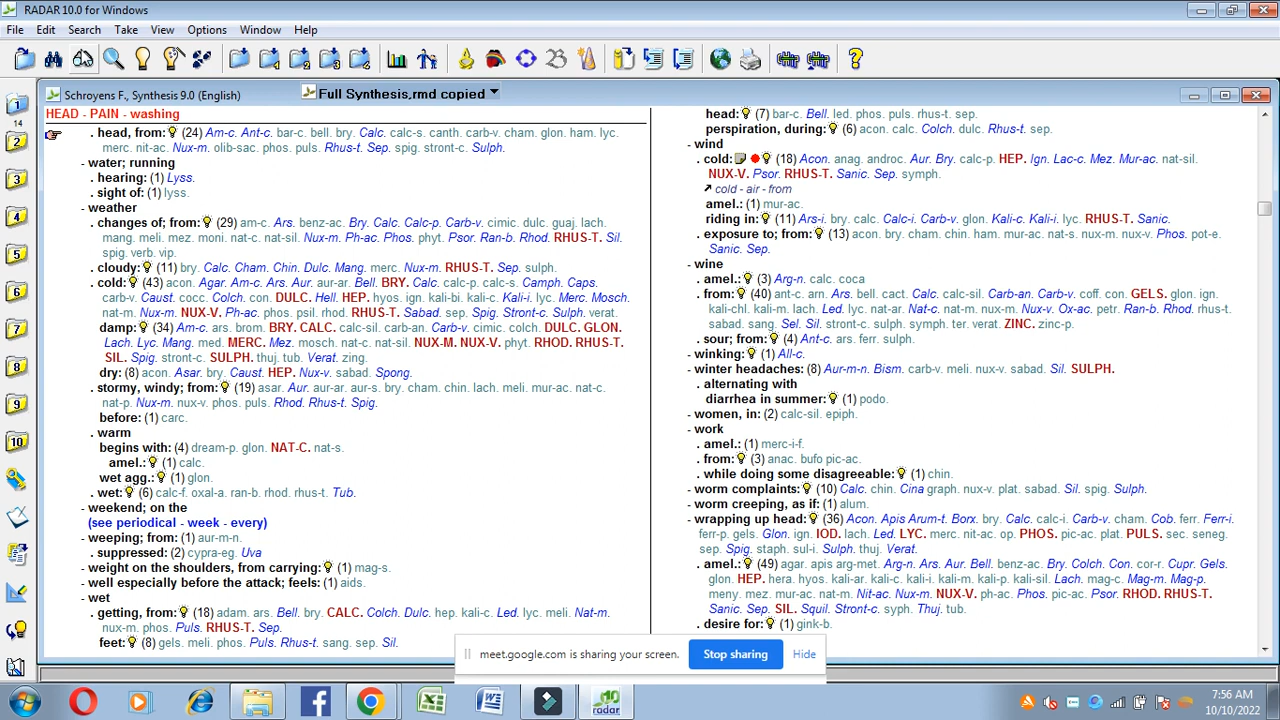 RADAR 10.0 for Windows
File Edit Search Take View Options Window Help
Schroyens F., Synthesis 9.0 (English)
Full Synthesis,rmd copied
HEAD - PAIN - washing
. head, from: (24) Am-c. Ant-c. bar-c. bell. bry. Calc. calc-s. canth. carb-v. cham. glon. ham. lyc.
merc. nit-ac. Nux-m. olib-sac. phos. puls. Rhus-t. Sep. spig. stront-c. Sulph.
- water; running
. hearing: (1) Lyss.
. sight of: (1) lyss.
- weather
. changes of; from: (29) am-c. Ars. benz-ac. Bry. Calc. Calc-p. Carb-v. cimic. dulc. guaj. lach.
mang. meli. mez. moni. nat-c. nat-sil. Nux-m. Ph-ac. Phos. phyt. Psor. Ran-b. Rhod. RHUS-T. Sil.
spig. verb. vip.
. cloudy: (11) bry. Calc. Cham. Chin. Dulc. Mang. merc. Nux-m. RHUS-T. Sep. sulph.
. cold: (43) acon. Agar. Am-c. Ars. Aur. aur-ar. Bell. BRY. Calc. calc-p. calc-s. Camph. Caps.
carb-v. Caust. cocc. Colch. con. DULC. Hell. HEP. hyos. ign. kali-bi. kali-c. Kali-i. lyc. Merc. Mosch.
nat-m. NUX-V. Ph-ac. phos. psil. rhod. RHUS-T. Sabad. sep. Spig. Stront-c. Sulph. verat.
damp: (34) Am-c. ars. brom. BRY. CALC. calc-sil. carb-an. Carb-v. cimic. colch. DULC. GLON.
Lach. Lyc. Mang. med. MERC. Mez. mosch. nat-c. nat-sil. NUX-M. NUX-V. phyt. RHOD. RHUS-T.
SIL. Spig. stront-c. SULPH. thuj. tub. Verat. zing.
dry: (8) acon. Asar. bry. Caust. HEP. Nux-v. sabad. Spong.
. stormy, windy; from: (19) asar. Aur. aur-ar. aur-s. bry. cham. chin. lach. meli. mur-ac. nat-c.
nat-p. Nux-m. nux-v. phos. puls. Rhod. Rhus-t. Spig.
before: (1) carc.
. warm
begins with: (4) dream-p. glon. NAT-C. nat-s.
amel.: (1) calc.
wet agg.: (1) glon.
. wet: (6) calc-f. oxal-a. ran-b. rhod. rhus-t. Tub.
- weekend; on the
(see periodical - week - every)
- weeping; from: (1) aur-m-n.
. suppressed: (2) cypra-eg. Uva
- weight on the shoulders, from carrying: (1) mag-s.
- well especially before the attack; feels: (1) aids.
- wet
. getting, from: (18) adam. ars. Bell. bry. CALC. Colch. Dulc. hep. kali-c. Led. lyc. meli. Nat-m.
nux-m. phos. Puls. RHUS-T. Sep.
feet: (8) gels. meli. phos. Puls. Rhus-t. sang. sep. Sil.
head: (7) bar-c. Bell. led. phos. puls. rhus-t. sep.
perspiration, during: (6) acon. calc. Colch. dulc. Rhus-t. sep.
- wind
. cold: (18) Acon. anag. androc. Aur. Bry. calc-p. HEP. Ign. Lac-c. Mez. Mur-ac. nat-sil.
NUX-V. Psor. RHUS-T. Sanic. Sep. symph.
cold - air - from
amel.: (1) mur-ac.
riding in: (11) Ars-i. bry. calc. Calc-i. Carb-v. glon. Kali-c. Kali-i. lyc. RHUS-T. Sanic.
. exposure to; from: (13) acon. bry. cham. chin. ham. mur-ac. nat-s. nux-m. nux-v. Phos. pot-e.
Sanic. Sep.
- wine
. amel.: (3) Arg-n. calc. coca
. from: (40) ant-c. arn. Ars. bell. cact. Calc. calc-sil. Carb-an. Carb-v. coff. con. GELS. glon. ign.
kali-chl. kali-m. lach. Led. lyc. nat-ar. Nat-c. nat-m. nux-m. Nux-v. Ox-ac. petr. Ran-b. Rhod. rhus-t.
sabad. sang. Sel. Sil. stront-c. sulph. symph. ter. verat. ZINC. zinc-p.
. sour; from: (4) Ant-c. ars. ferr. sulph.
- winking: (1) All-c.
- winter headaches: (8) Aur-m-n. Bism. carb-v. meli. nux-v. sabad. Sil. SULPH.
. alternating with
diarrhea in summer: (1) podo.
- women, in: (2) calc-sil. epiph.
- work
. amel.: (1) merc-i-f.
. from: (3) anac. bufo pic-ac.
. while doing some disagreeable: (1) chin.
- worm complaints: (10) Calc. chin. Cina graph. nux-v. plat. sabad. Sil. spig. Sulph.
- worm creeping, as if: (1) alum.
- wrapping up head: (36) Acon. Apis Arum-t. Borx. bry. Calc. calc-i. Carb-v. cham. Cob. ferr. Ferr-i.
ferr-p. gels. Glon. ign. IOD. lach. Led. LYC. merc. nit-ac. op. PHOS. pic-ac. plat. PULS. sec. seneg.
sep. Spig. staph. sul-i. Sulph. thuj. Verat.
. amel.: (49) agar. apis arg-met. Arg-n. Ars. Aur. Bell. benz-ac. Bry. Colch. Con. cor-r. Cupr. Gels.
glon. HEP. hera. hyos. kali-ar. kali-c. kali-i. kali-m. kali-p. kali-sil. Lach. mag-c. Mag-m. Mag-p.
meny. mez. mur-ac. nat-m. Nit-ac. Nux-m. NUX-V. ph-ac. Phos. pic-ac. Psor. RHOD. RHUS-T.
Sanic. Sep. SIL. Squil. Stront-c. syph. Thuj. tub.
. desire for: (1) gink-b.
meet.google.com is sharing your screen.
Stop sharing
Hide
1
14
2
3
4
5
6
7
8
9
10
10
radar
7:56 AM
10/10/2022